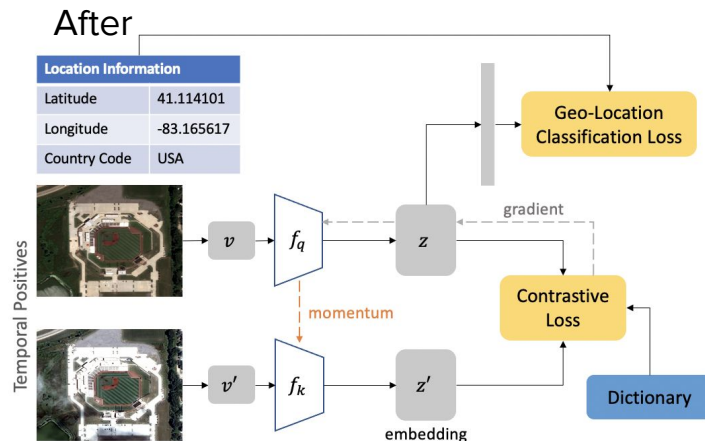 After
Location Information
Latitude 41.114101
Longitude -83.165617
Country Code USA
Geo-Location
Classification Loss
Temporal Positives
v
f_q
z
gradient
momentum
Contrastive
Loss
v′
f_k
z′
embedding
Dictionary